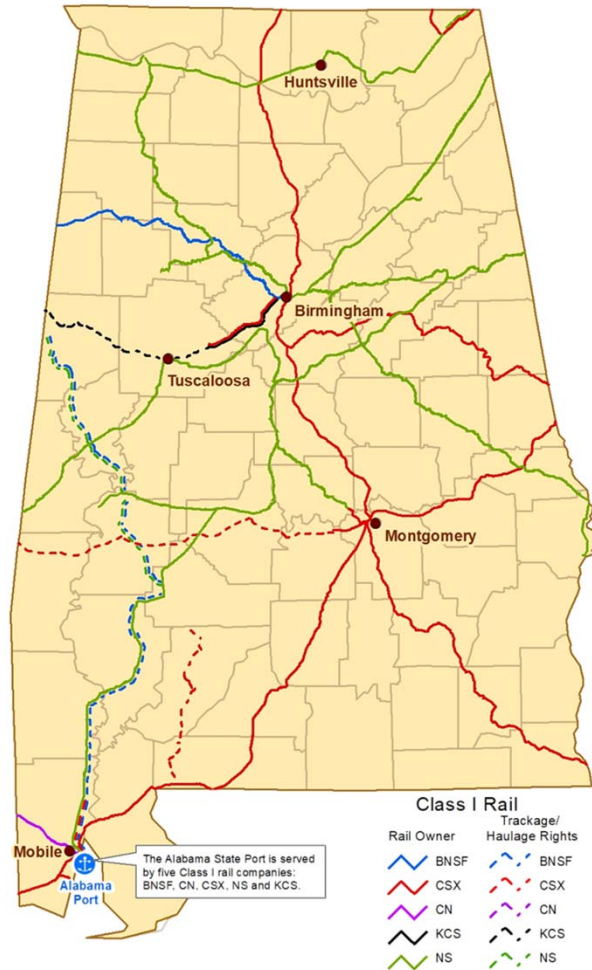 Huntsville
Birmingham
Tuscaloosa
Montgomery
Mobile
Alabama
Port
The Alabama State Port is served
by five Class I rail companies:
BNSF, CN, CSX, NS and KCS.
Class I Rail
Rail Owner
Trackage/
Haulage Rights
BNSF BNSF
CSX CSX
CN CN
KCS KCS
NS NS